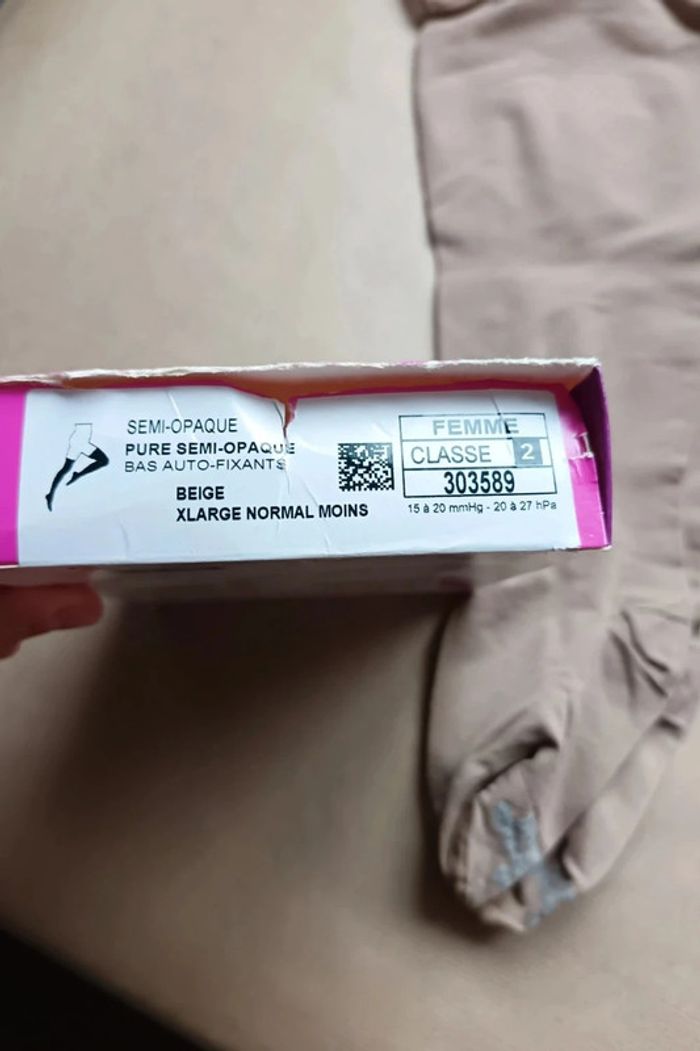 SEMI-OPAQUE
PURE SEMI-OPAQUE
BAS AUTO-FIXANTS
BEIGE
XLARGE NORMAL MOINS
FEMME
CLASSE 2
303589
15 à 20 mmHg - 20 à 27 hPa